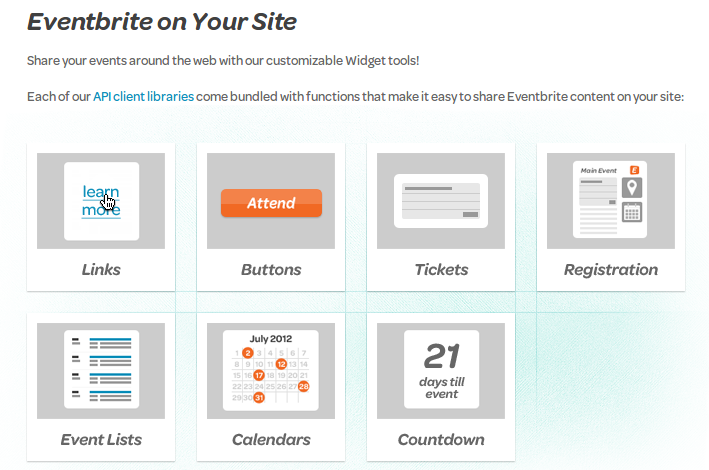 Eventbrite on Your Site
Share your events around the web with our customizable Widget tools!
Each of our API client libraries come bundled with functions that make it easy to share Eventbrite content on your site:
learn
more
Links
Attend
Buttons
Tickets
Main Event E
Registration
Event Lists
July 2012
1 2 3 4 5 6 7
8 9 10 11 12 13 14
15 16 17 18 19 20 21
22 23 24 25 26 27 28
29 30 31
Calendars
21
days till
event
Countdown